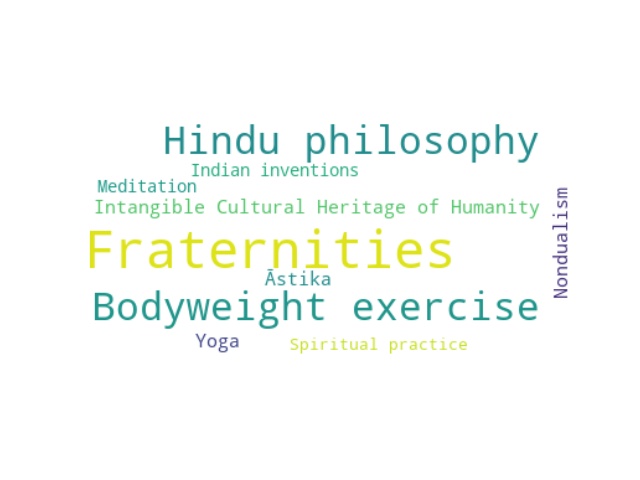 Hindu philosophy
Indian inventions
Meditation
Intangible Cultural Heritage of Humanity
Nondualism
Fraternities
Āstika
Bodyweight exercise
Yoga
Spiritual practice